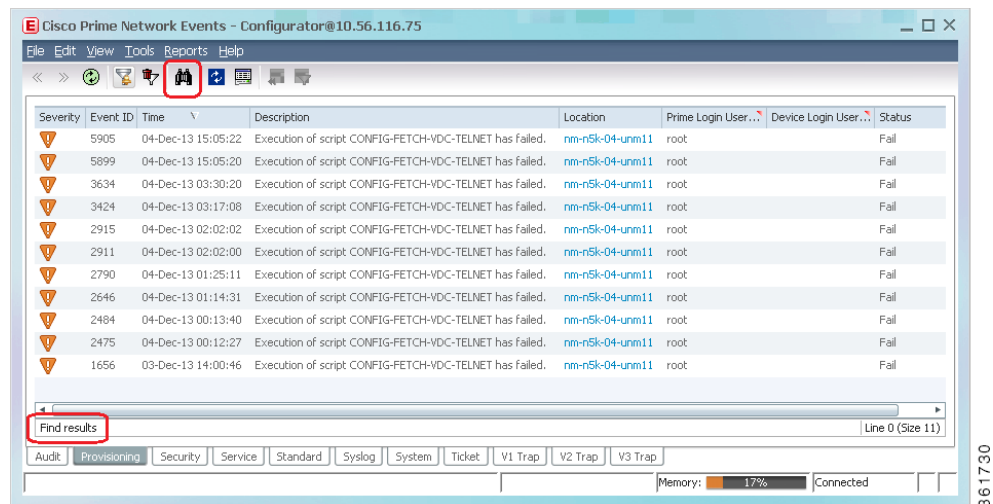 E Cisco Prime Network Events - Configurator@10.56.116.75
File Edit View Tools Reports Help
Severity Event ID Time Description Location Prime Login User... Device Login User... Status
5905 04-Dec-13 15:05:22 Execution of script CONFIG-FETCH-VDC-TELNET has failed. nm-n5k-04-unm11 root Fail
5899 04-Dec-13 15:05:20 Execution of script CONFIG-FETCH-VDC-TELNET has failed. nm-n5k-04-unm11 root Fail
3634 04-Dec-13 03:30:20 Execution of script CONFIG-FETCH-VDC-TELNET has failed. nm-n5k-04-unm11 root Fail
3424 04-Dec-13 03:17:08 Execution of script CONFIG-FETCH-VDC-TELNET has failed. nm-n5k-04-unm11 root Fail
2915 04-Dec-13 02:02:02 Execution of script CONFIG-FETCH-VDC-TELNET has failed. nm-n5k-04-unm11 root Fail
2911 04-Dec-13 02:02:00 Execution of script CONFIG-FETCH-VDC-TELNET has failed. nm-n5k-04-unm11 root Fail
2790 04-Dec-13 01:25:11 Execution of script CONFIG-FETCH-VDC-TELNET has failed. nm-n5k-04-unm11 root Fail
2646 04-Dec-13 01:14:31 Execution of script CONFIG-FETCH-VDC-TELNET has failed. nm-n5k-04-unm11 root Fail
2484 04-Dec-13 00:13:40 Execution of script CONFIG-FETCH-VDC-TELNET has failed. nm-n5k-04-unm11 root Fail
2475 04-Dec-13 00:12:27 Execution of script CONFIG-FETCH-VDC-TELNET has failed. nm-n5k-04-unm11 root Fail
1656 03-Dec-13 14:00:46 Execution of script CONFIG-FETCH-VDC-TELNET has failed. nm-n5k-04-unm11 root Fail
Find results Line 0 (Size 11)
Audit Provisioning Security Service Standard Syslog System Ticket V1 Trap V2 Trap V3 Trap
Memory: 17% Connected
361730